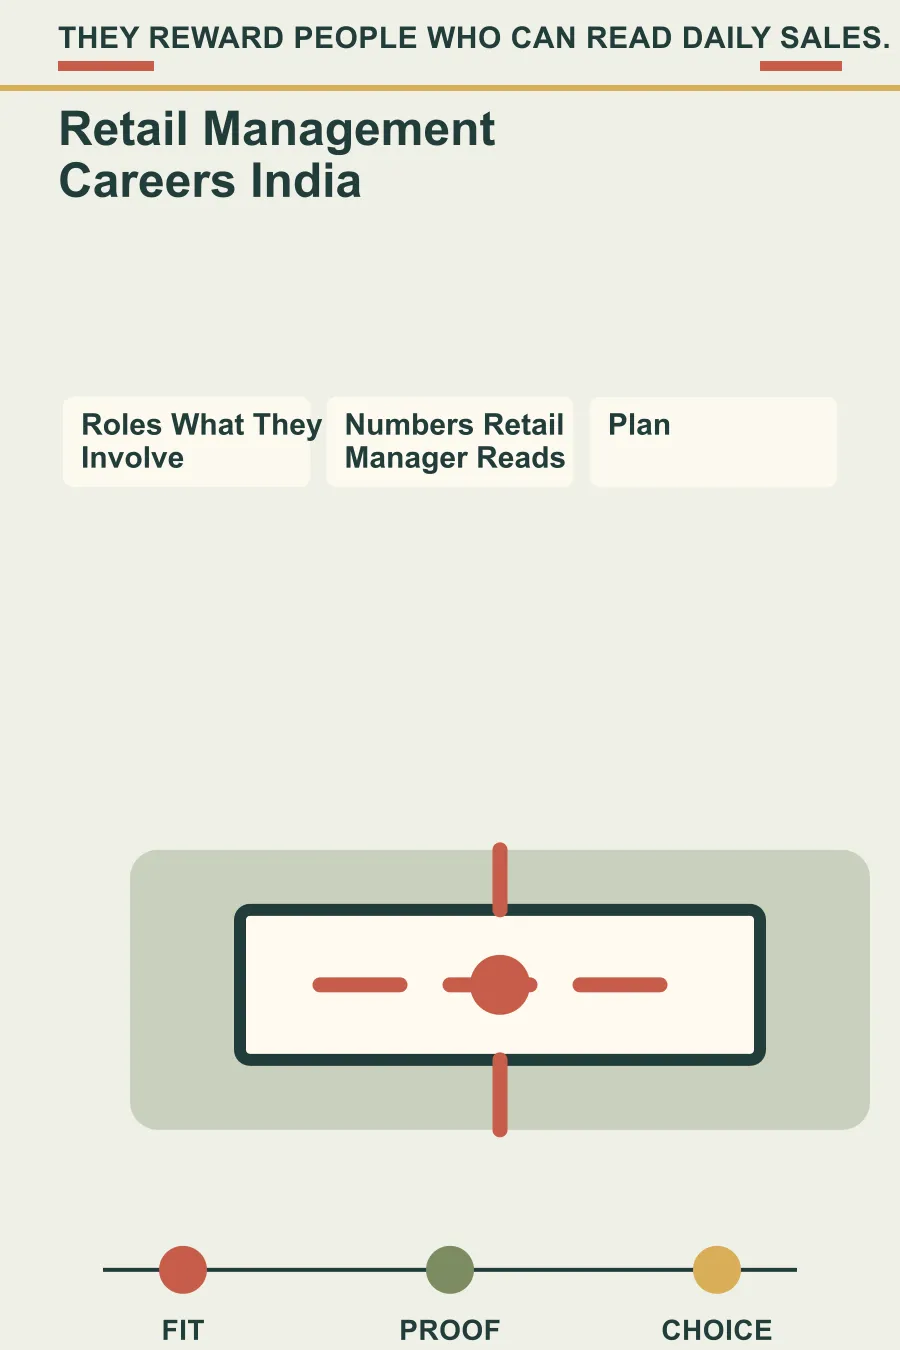 THEY REWARD PEOPLE WHO CAN READ DAILY SALES.
Retail Management
Careers India
Roles What They
Involve
Numbers Retail
Manager Reads
Plan
FIT
PROOF
CHOICE